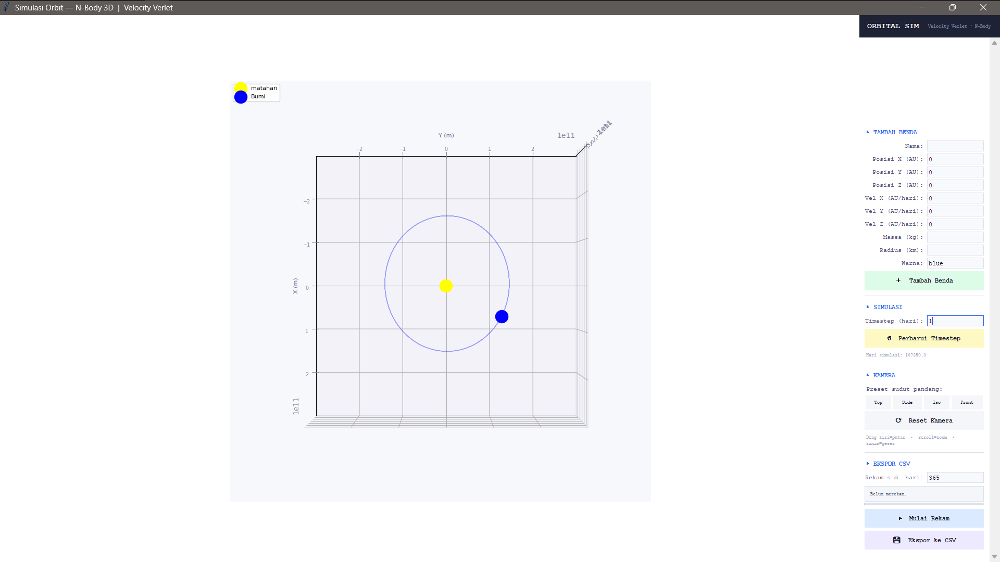 Simulasi Orbit — N-Body 3D | Velocity Verlet
ORBITAL SIM Velocity Verlet · N-Body
matahari
Bumi
Y (m)
1e11
−2 −1 0 1 2
−2
−1
X (m)
0
1
2
1e11
▸ TAMBAH BENDA
Nama:
Posisi X (AU): 0
Posisi Y (AU): 0
Posisi Z (AU): 0
Vel X (AU/hari): 0
Vel Y (AU/hari): 0
Vel Z (AU/hari): 0
Massa (kg):
Radius (km):
Warna: blue
+ Tambah Benda
▸ SIMULASI
Timestep (hari): 1
Perbarui Timestep
Hari simulasi: 107350.0
▸ KAMERA
Preset sudut pandang:
Top Side Iso Front
⟳ Reset Kamera
Drag kiri=putar • scroll=zoom •
kanan=geser
▸ EKSPOR CSV
Rekam s.d. hari: 365
Belum merekam.
▸ Mulai Rekam
Ekspor ke CSV